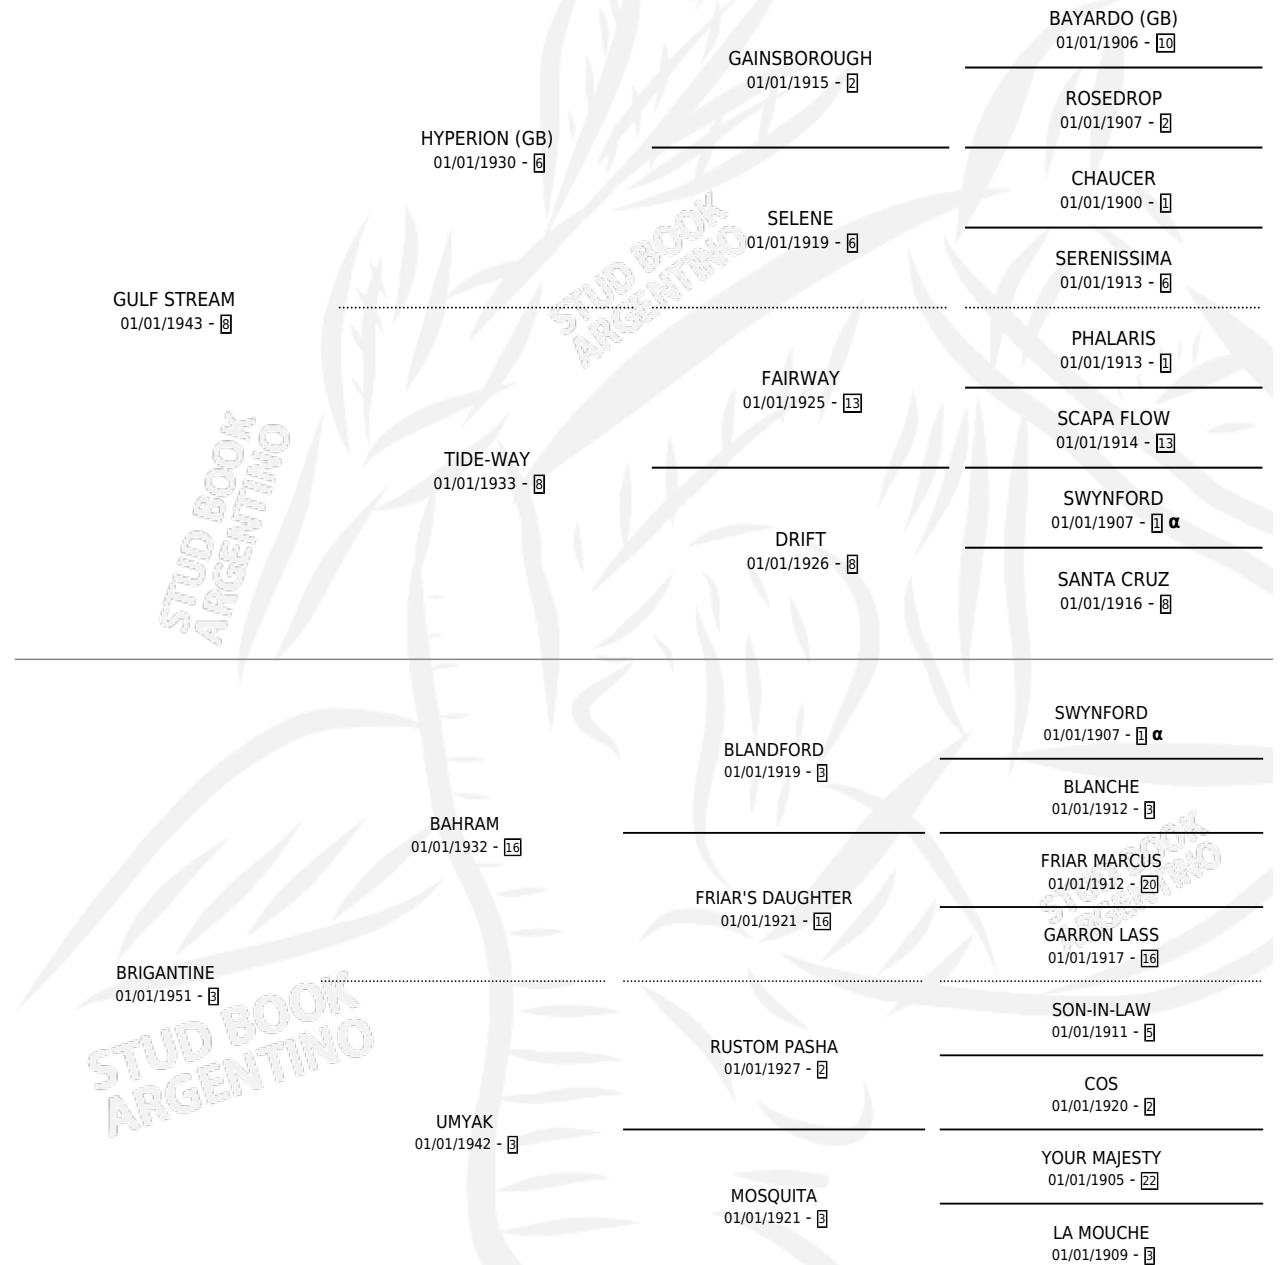 BAYARDO (GB)
01/01/1906 - 10
GAINSBOROUGH
01/01/1915 - 2
ROSEDROP
01/01/1907 - 2
HYPERION (GB)
01/01/1930 - 6
CHAUCER
01/01/1900 - 1
SELENE
01/01/1919 - 6
SERENISSIMA
01/01/1913 - 6
GULF STREAM
01/01/1943 - 8
PHALARIS
01/01/1913 - 1
FAIRWAY
01/01/1925 - 13
SCAPA FLOW
01/01/1914 - 13
TIDE-WAY
01/01/1933 - 8
SWYNFORD
01/01/1907 - 1 α
DRIFT
01/01/1926 - 8
SANTA CRUZ
01/01/1916 - 8
STUD BOOK
ARGENTINO
STUD BOOK
ARGENTINO
SWYNFORD
01/01/1907 - 1 α
BLANDFORD
01/01/1919 - 3
BLANCHE
01/01/1912 - 3
BAHRAM
01/01/1932 - 16
FRIAR MARCUS
01/01/1912 - 20
FRIAR'S DAUGHTER
01/01/1921 - 16
GARRON LASS
01/01/1917 - 16
BRIGANTINE
01/01/1951 - 3
SON-IN-LAW
01/01/1911 - 5
RUSTOM PASHA
01/01/1927 - 2
COS
01/01/1920 - 2
UMYAK
01/01/1942 - 3
YOUR MAJESTY
01/01/1905 - 22
MOSQUITA
01/01/1921 - 3
LA MOUCHE
01/01/1909 - 3
STUD BOOK
ARGENTINO
STUD BOOK
ARGENTINO